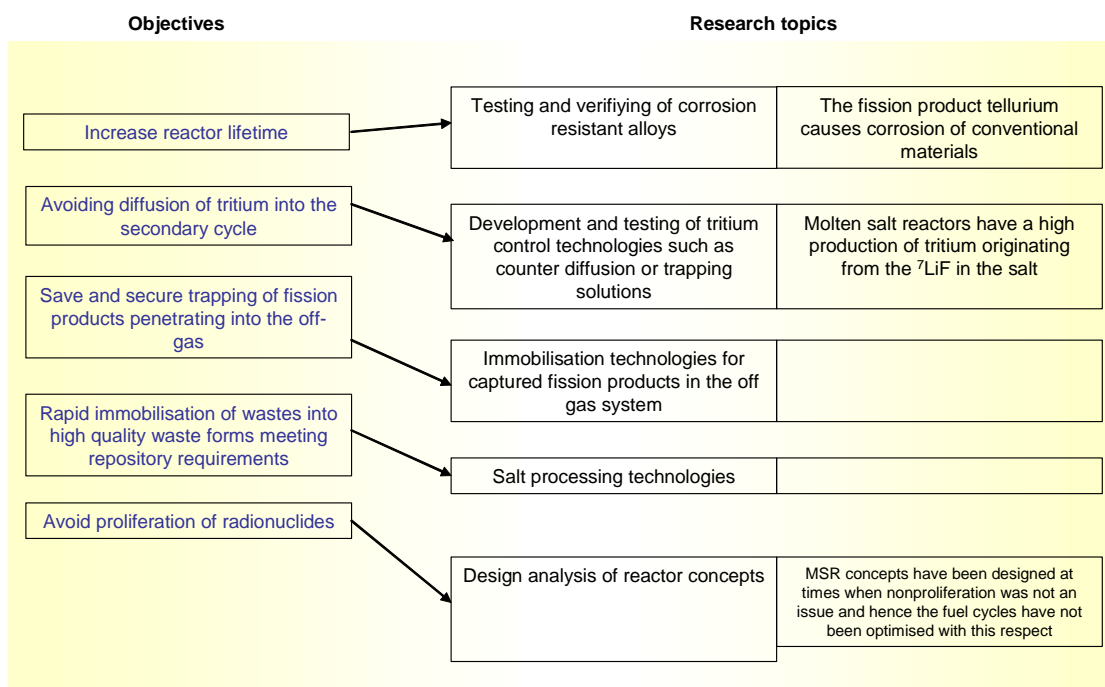 Objectives
Research topics
Increase reactor lifetime
Testing and verifiying of corrosion
resistant alloys
The fission product tellurium
causes corrosion of conventional
materials
Avoiding diffusion of tritium into the
secondary cycle
Development and testing of tritium
control technologies such as
counter diffusion or trapping
solutions
Molten salt reactors have a high
production of tritium originating
from the ⁷LiF in the salt
Save and secure trapping of fission
products penetrating into the off-
gas
Immobilisation technologies for
captured fission products in the off
gas system
Rapid immobilisation of wastes into
high quality waste forms meeting
repository requirements
Salt processing technologies
Avoid proliferation of radionuclides
Design analysis of reactor concepts
MSR concepts have been designed at
times when nonproliferation was not an
issue and hence the fuel cycles have not
been optimised with this respect